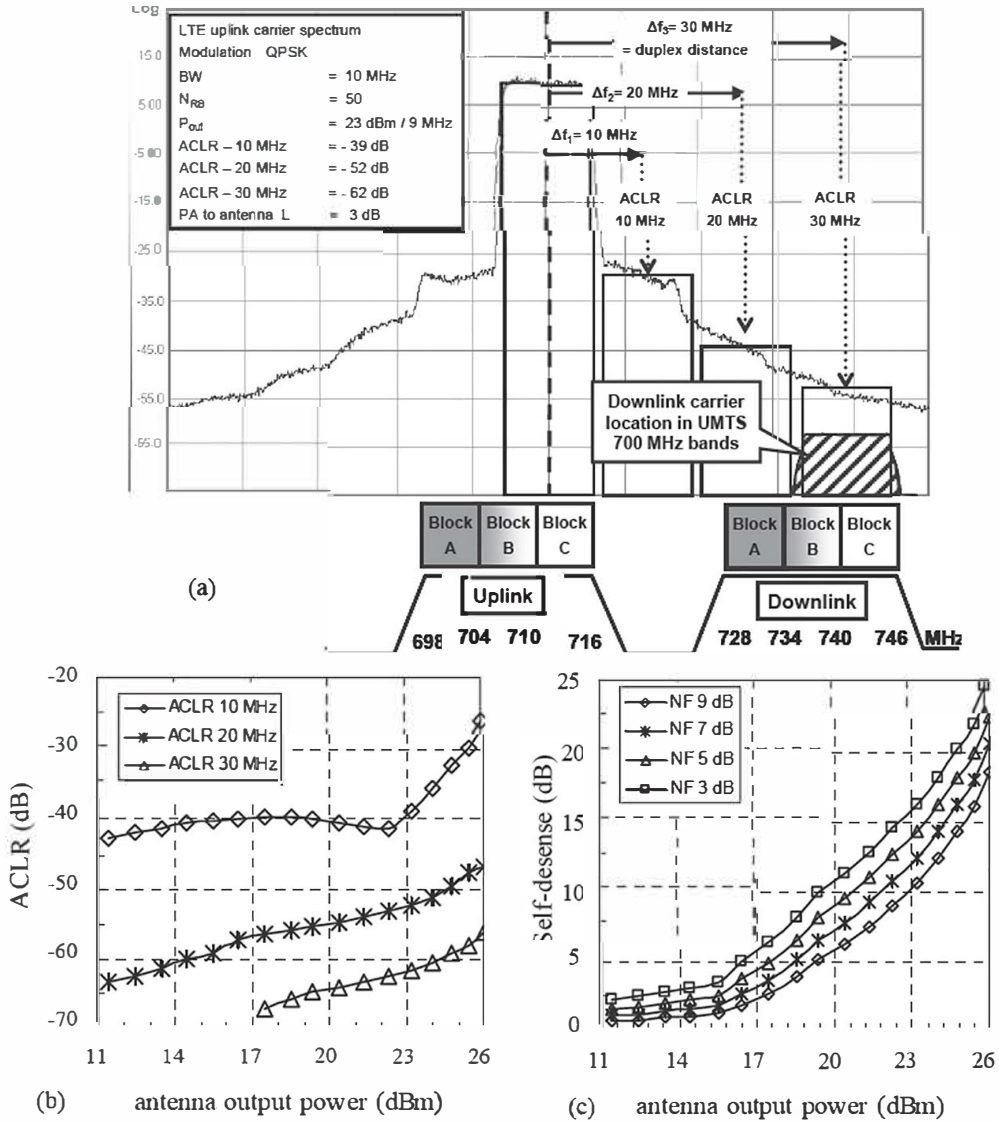 Log
LTE uplink carrier spectrum
Modulation QPSK
BW = 10 MHz
NRB = 50
Pout = 23 dBm / 9 MHz
ACLR – 10 MHz = - 39 dB
ACLR – 20 MHz = - 52 dB
ACLR – 30 MHz = - 62 dB
PA to antenna L = 3 dB
15.0
5.00
-5.00
-15.0
-25.0
-35.0
-45.0
-55.0
-65.0
Δf3= 30 MHz
= duplex distance
Δf2= 20 MHz
Δf1= 10 MHz
ACLR
10 MHz
ACLR
20 MHz
ACLR
30 MHz
Downlink carrier
location in UMTS
700 MHz bands
Block
A
Block
B
Block
C
Block
A
Block
B
Block
C
(a)
Uplink
Downlink
698 704 710 716
728 734 740 746 MHz
ACLR 10 MHz
ACLR 20 MHz
ACLR 30 MHz
ACLR (dB)
-20
-30
-40
-50
-60
-70
11 14 17 20 23 26
(b) antenna output power (dBm)
NF 9 dB
NF 7 dB
NF 5 dB
NF 3 dB
Self-desense (dB)
25
20
15
10
5
0
11 14 17 20 23 26
(c) antenna output power (dBm)